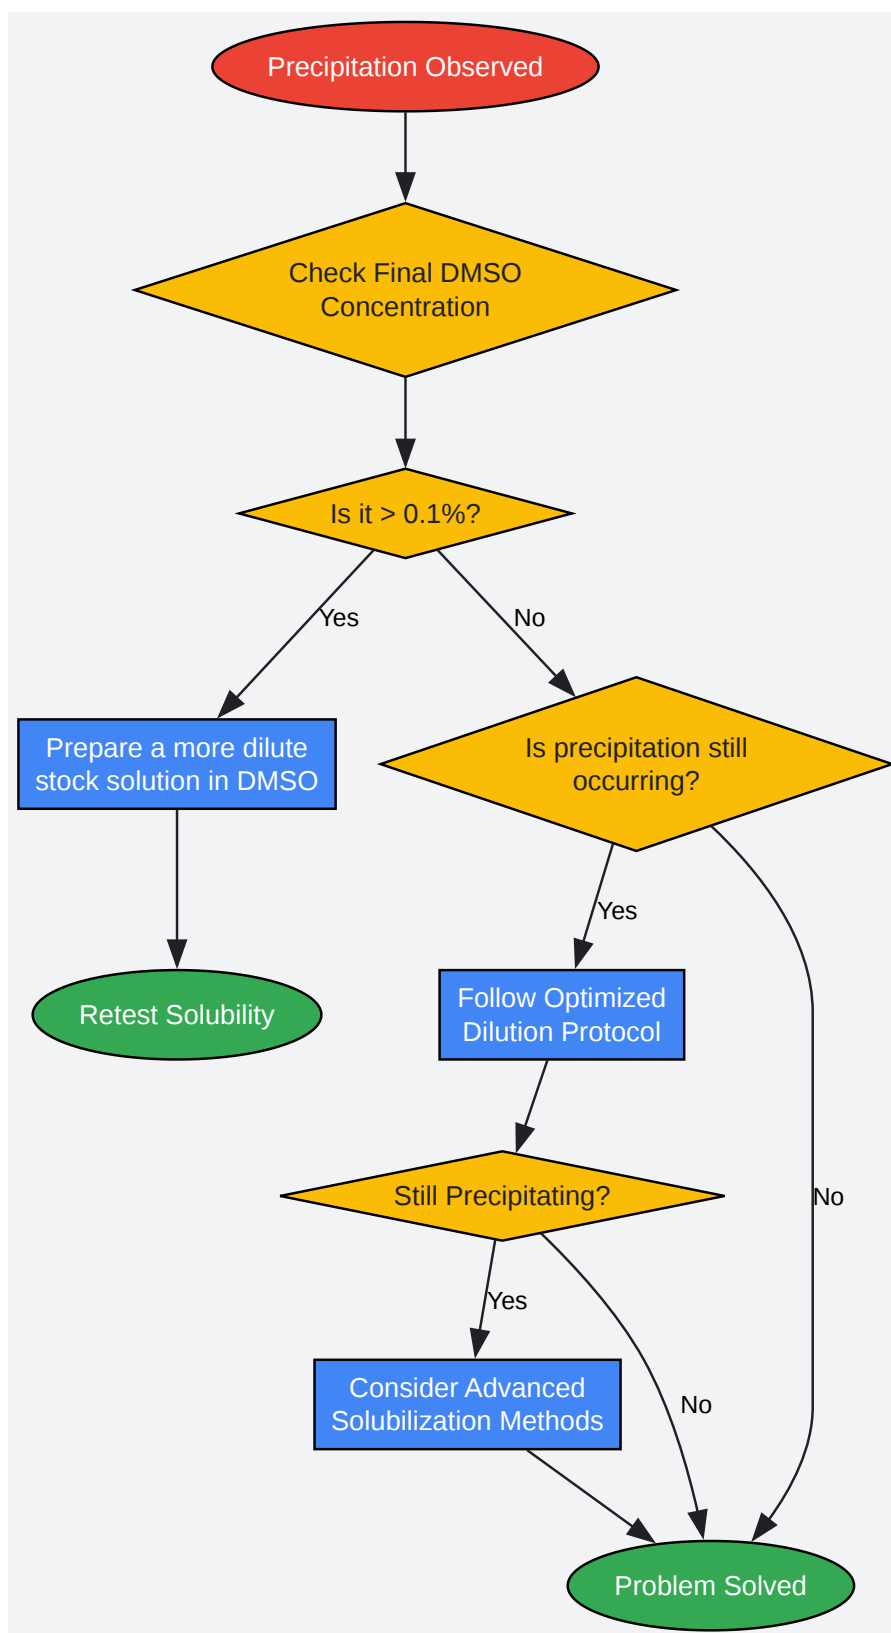 Precipitation Observed
Check Final DMSO
Concentration
Is it > 0.1%?
Yes
No
Prepare a more dilute
stock solution in DMSO
Is precipitation still
occurring?
Yes
Follow Optimized
Dilution Protocol
Retest Solubility
Still Precipitating?
No
Yes
Consider Advanced
Solubilization Methods
No
Problem Solved